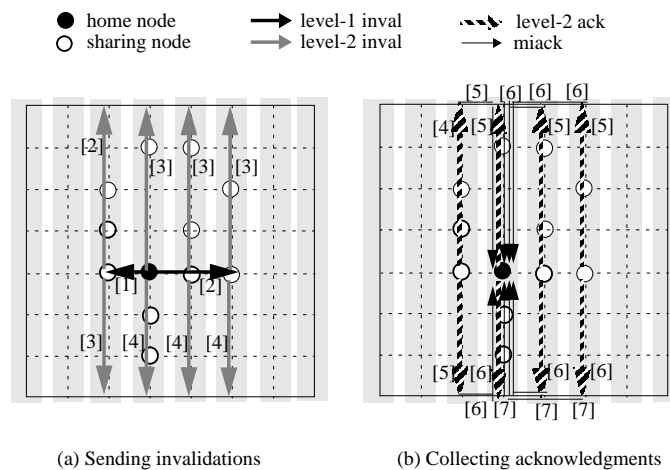 home node
sharing node
level-1 inval
level-2 inval
level-2 ack
miack
[2]
[3] [3] [3]
[1] [2]
[3] [4] [4] [4]
(a) Sending invalidations
[5] [6] [6] [6]
[4] [5] [5] [5]
[5] [6] [6] [6]
[6] [7] [7] [7]
(b) Collecting acknowledgments